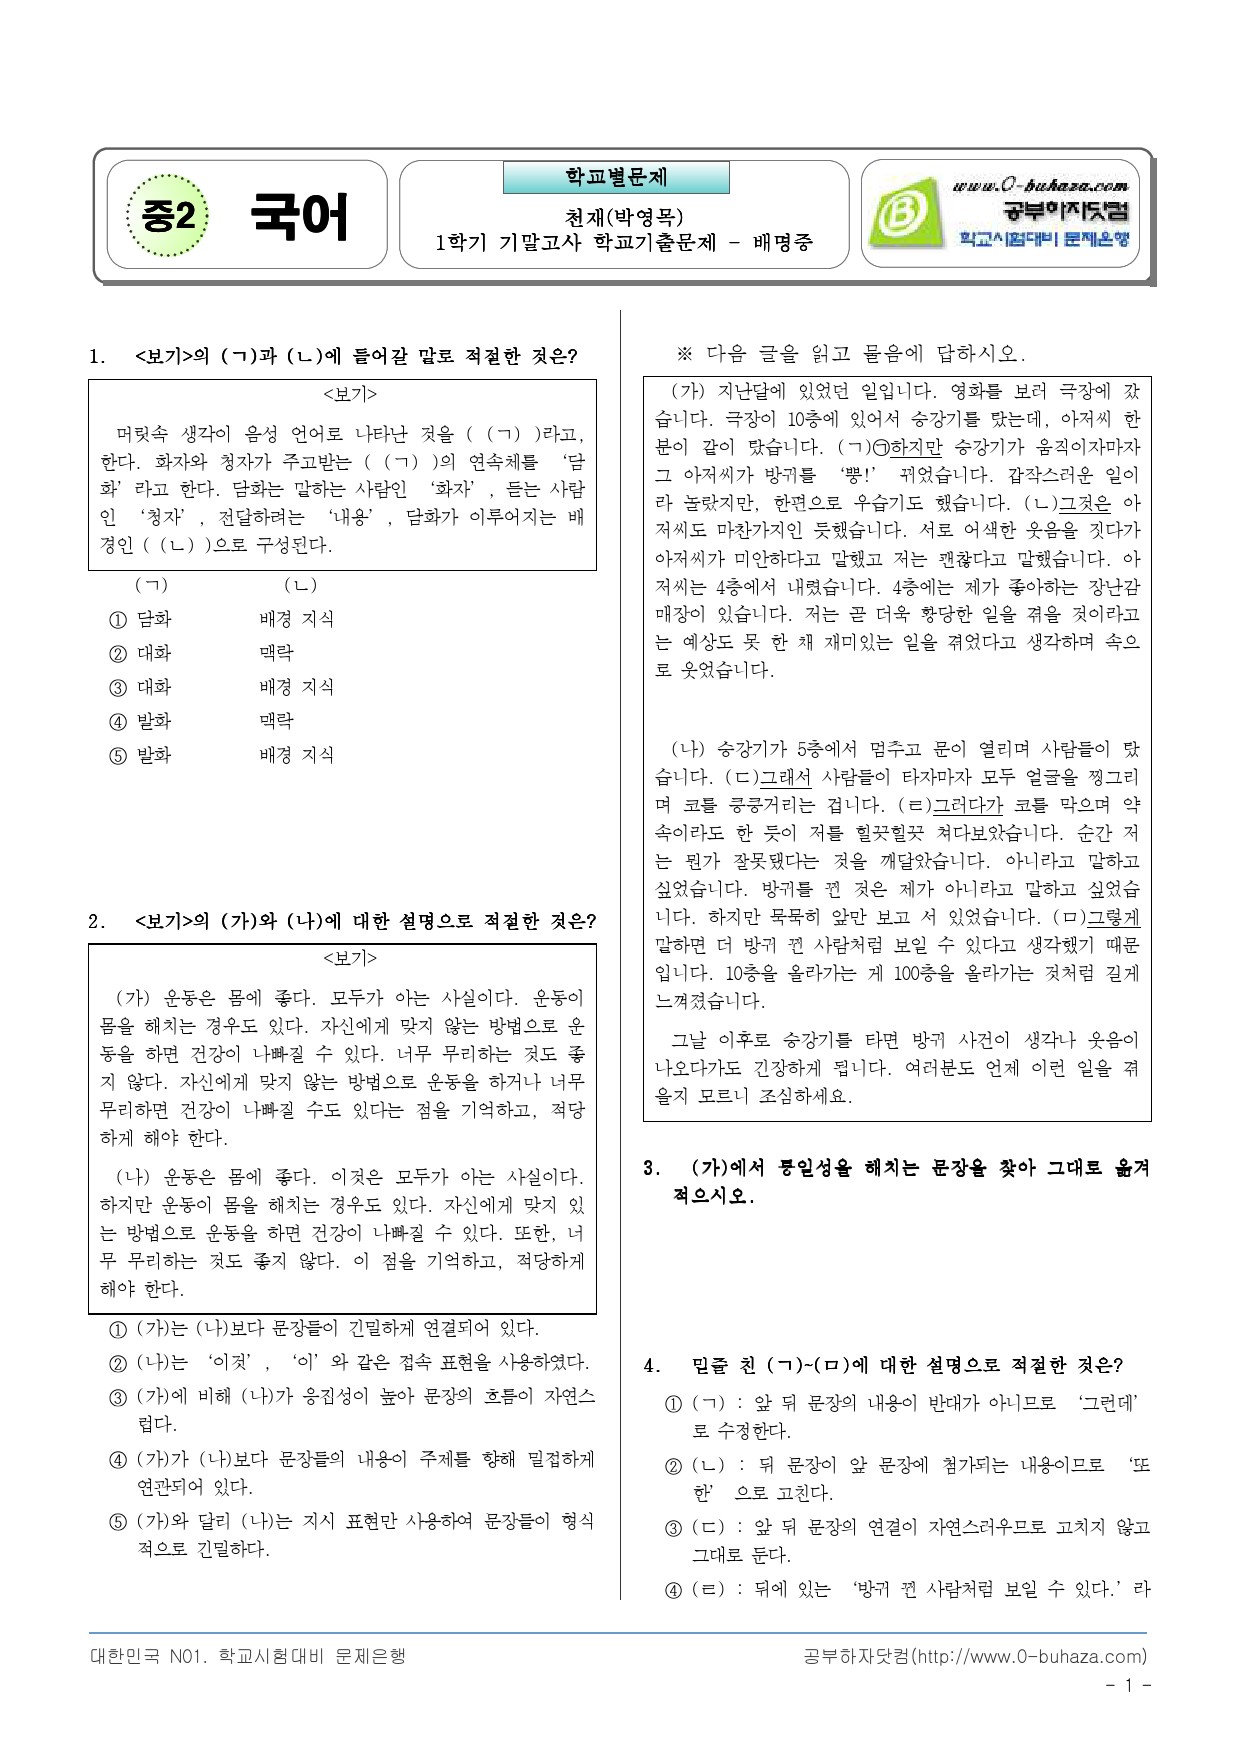 중2
국어
학교별문제
천재(박영목)
1학기 기말고사 학교기출문제 - 배명중
www.0-buhaza.com
공부하자닷컴
학교시험대비 문제은행
1. <보기>의 (ㄱ)과 (ㄴ)에 들어갈 말로 적절한 것은?
<보기>
머릿속 생각이 음성 언어로 나타난 것을 ( (ㄱ) )라고,
한다. 화자와 청자가 주고받는 ( (ㄱ) )의 연속체를 ‘담
화’라고 한다. 담화는 말하는 사람인 ‘화자’, 듣는 사람
인 ‘청자’, 전달하려는 ‘내용’, 담화가 이루어지는 배
경인 ( (ㄴ) )으로 구성된다.
(ㄱ) (ㄴ)
① 담화 배경 지식
② 대화 맥락
③ 대화 배경 지식
④ 발화 맥락
⑤ 발화 배경 지식
2. <보기>의 (가)와 (나)에 대한 설명으로 적절한 것은?
<보기>
(가) 운동은 몸에 좋다. 모두가 아는 사실이다. 운동이
몸을 해치는 경우도 있다. 자신에게 맞지 않는 방법으로 운
동을 하면 건강이 나빠질 수 있다. 너무 무리하는 것도 좋
지 않다. 자신에게 맞지 않는 방법으로 운동을 하거나 너무
무리하면 건강이 나빠질 수도 있다는 점을 기억하고, 적당
하게 해야 한다.
(나) 운동은 몸에 좋다. 이것은 모두가 아는 사실이다.
하지만 운동이 몸을 해치는 경우도 있다. 자신에게 맞지 있
는 방법으로 운동을 하면 건강이 나빠질 수 있다. 또한, 너
무 무리하는 것도 좋지 않다. 이 점을 기억하고, 적당하게
해야 한다.
① (가)는 (나)보다 문장들이 긴밀하게 연결되어 있다.
② (나)는 ‘이것’, ‘이’와 같은 접속 표현을 사용하였다.
③ (가)에 비해 (나)가 응집성이 높아 문장의 흐름이 자연스
럽다.
④ (가)가 (나)보다 문장들의 내용이 주제를 향해 밀접하게
연관되어 있다.
⑤ (가)와 달리 (나)는 지시 표현만 사용하여 문장들이 형식
적으로 긴밀하다.
※ 다음 글을 읽고 물음에 답하시오.
(가) 지난달에 있었던 일입니다. 영화를 보러 극장에 갔
습니다. 극장이 10층에 있어서 승강기를 탔는데, 아저씨 한
분이 같이 탔습니다. (ㄱ)㉠하지만 승강기가 움직이자마자
그 아저씨가 방귀를 ‘뿡!’ 뀌었습니다. 갑작스러운 일이
라 놀랐지만, 한편으로 우습기도 했습니다. (ㄴ)그것은 아
저씨도 마찬가지인 듯했습니다. 서로 어색한 웃음을 짓다가
아저씨가 미안하다고 말했고 저는 괜찮다고 말했습니다. 아
저씨는 4층에서 내렸습니다. 4층에는 제가 좋아하는 장난감
매장이 있습니다. 저는 곧 더욱 황당한 일을 겪을 것이라고
는 예상도 못 한 채 재미있는 일을 겪었다고 생각하며 속으
로 웃었습니다.
(나) 승강기가 5층에서 멈추고 문이 열리며 사람들이 탔
습니다. (ㄷ)그래서 사람들이 타자마자 모두 얼굴을 찡그리
며 코를 킁킁거리는 겁니다. (ㄹ)그러다가 코를 막으며 약
속이라도 한 듯이 저를 힐끗힐끗 쳐다보았습니다. 순간 저
는 뭔가 잘못됐다는 것을 깨달았습니다. 아니라고 말하고
싶었습니다. 방귀를 뀐 것은 제가 아니라고 말하고 싶었습
니다. 하지만 묵묵히 앞만 보고 서 있었습니다. (ㅁ)그렇게
말하면 더 방귀 뀐 사람처럼 보일 수 있다고 생각했기 때문
입니다. 10층을 올라가는 게 100층을 올라가는 것처럼 길게
느껴졌습니다.
그날 이후로 승강기를 타면 방귀 사건이 생각나 웃음이
나오다가도 긴장하게 됩니다. 여러분도 언제 이런 일을 겪
을지 모르니 조심하세요.
3. (가)에서 통일성을 해치는 문장을 찾아 그대로 옮겨
적으시오.
4. 밑줄 친 (ㄱ)~(ㅁ)에 대한 설명으로 적절한 것은?
① (ㄱ) : 앞 뒤 문장의 내용이 반대가 아니므로 ‘그런데’
로 수정한다.
② (ㄴ) : 뒤 문장이 앞 문장에 첨가되는 내용이므로 ‘또
한’ 으로 고친다.
③ (ㄷ) : 앞 뒤 문장의 연결이 자연스러우므로 고치지 않고
그대로 둔다.
④ (ㄹ) : 뒤에 있는 ‘방귀 뀐 사람처럼 보일 수 있다.’라
대한민국 N01. 학교시험대비 문제은행
공부하자닷컴(http://www.0-buhaza.com)
- 1 -